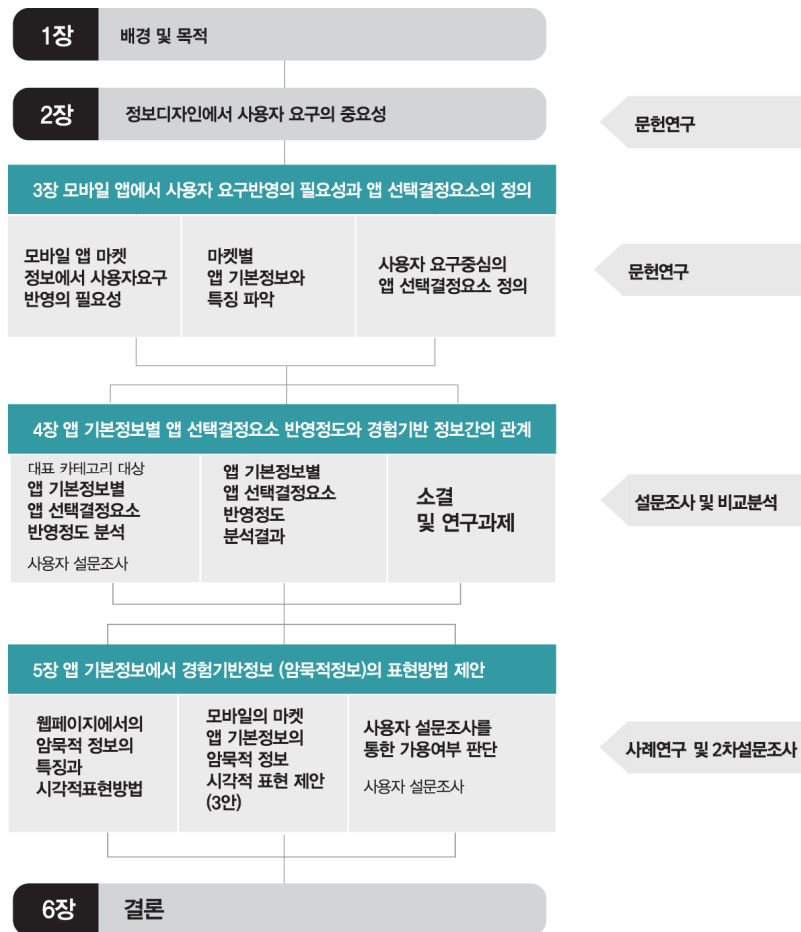 1장 배경 및 목적
2장 정보디자인에서 사용자 요구의 중요성
문헌연구
3장 모바일 앱에서 사용자 요구반영의 필요성과 앱 선택결정요소의 정의
모바일 앱 마켓
정보에서 사용자요구
반영의 필요성
마켓별
앱 기본정보와
특징 파악
사용자 요구중심의
앱 선택결정요소 정의
문헌연구
4장 앱 기본정보별 앱 선택결정요소 반영정도와 경험기반 정보간의 관계
대표 카테고리 대상
앱 기본정보별
앱 선택결정요소
반영정도 분석
사용자 설문조사
앱 기본정보별
앱 선택결정요소
반영정도
분석결과
소결
및 연구과제
설문조사 및 비교분석
5장 앱 기본정보에서 경험기반정보 (암묵적정보)의 표현방법 제안
웹페이지에서의
암묵적 정보의
특징과
시각적표현방법
모바일의 마켓
앱 기본정보의
암묵적 정보
시각적 표현 제안
(3안)
사용자 설문조사를
통한 가용여부 판단
사용자 설문조사
사례연구 및 2차설문조사
6장 결론